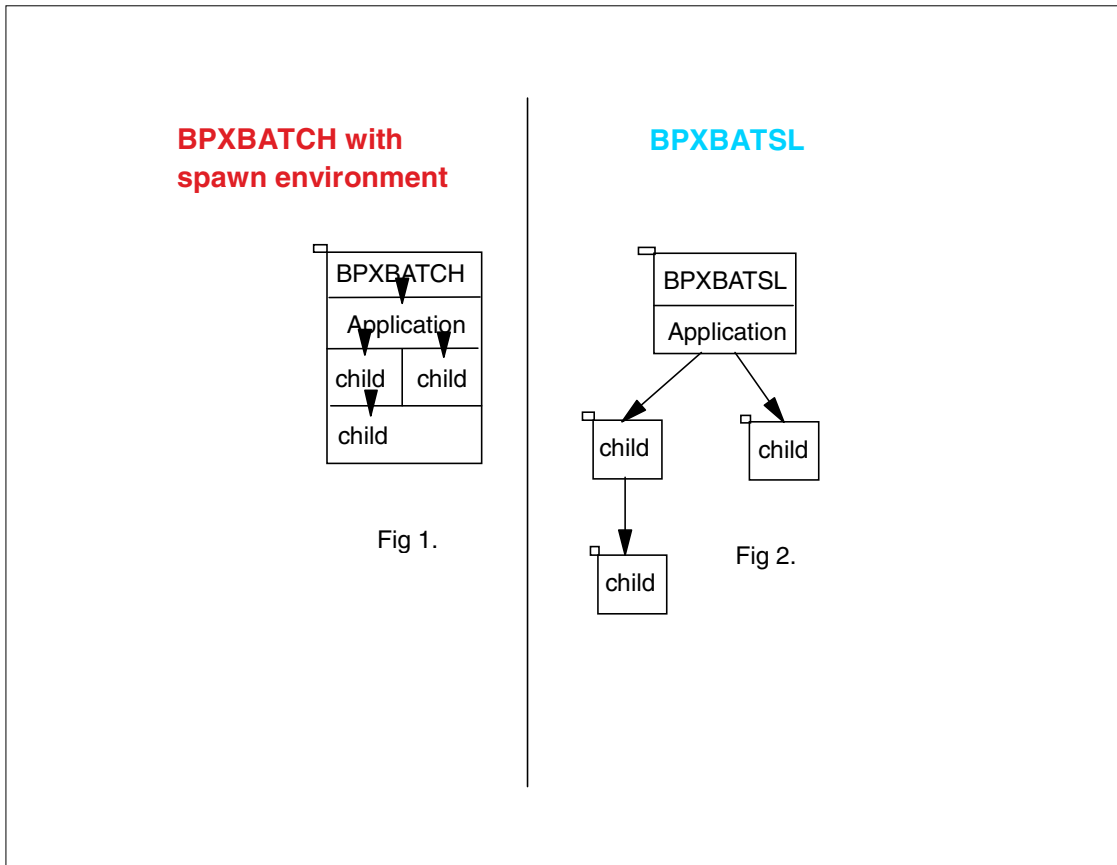 BPXBATCH with
spawn environment
BPXBATCH
Application
child child
child
Fig 1.
BPXBATSL
BPXBATSL
Application
child child
child
Fig 2.